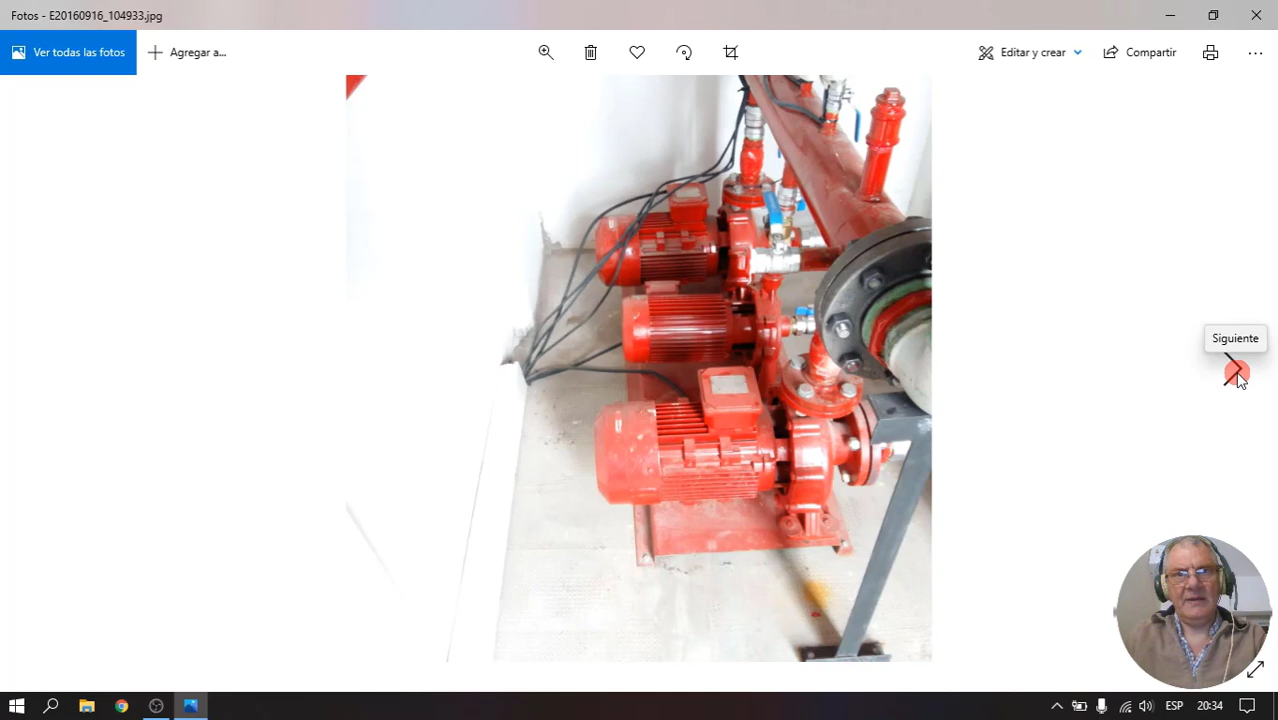 Fotos - E20160916_104933.jpg
Ver todas las fotos
Agregar a...
Editar y crear
Compartir
Siguiente
ESP
20:34